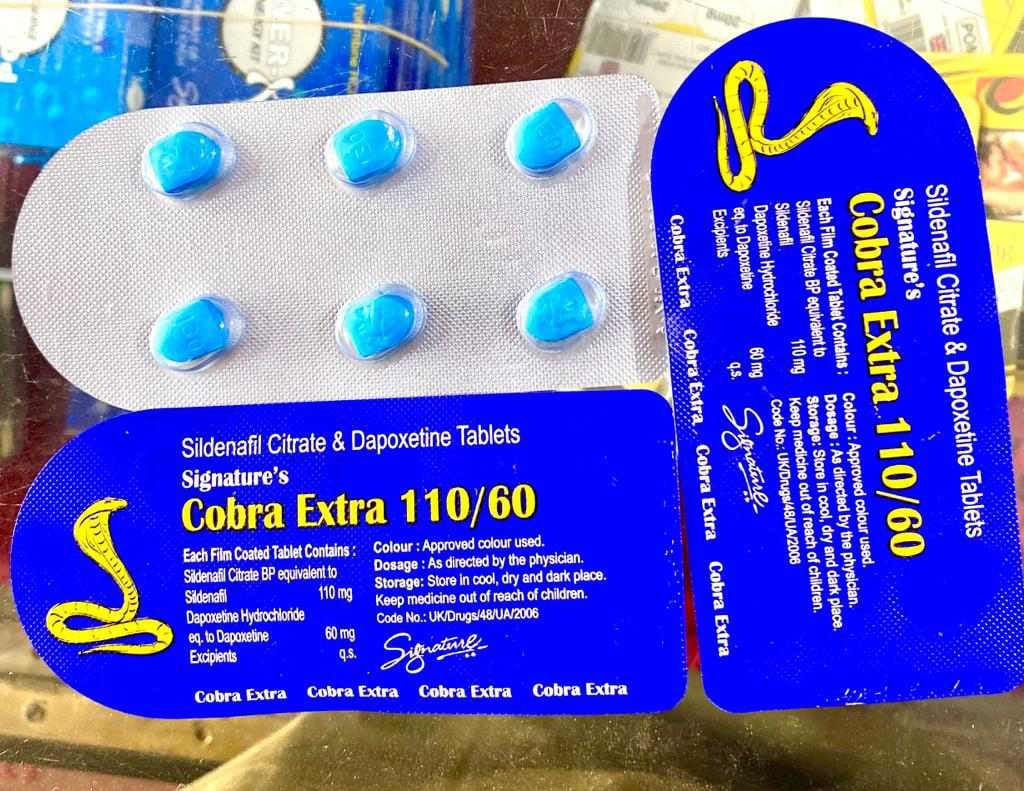 Sildenafil Citrate & Dapoxetine Tablets
Signature's
Cobra Extra 110/60
Each Film Coated Tablet Contains :
Sildenafil Citrate BP equivalent to
Sildenafil 110 mg
Dapoxetine Hydrochloride
eq. to Dapoxetine 60 mg
Excipients q.s.
Colour : Approved colour used.
Dosage : As directed by the physician.
Storage: Store in cool, dry and dark place.
Keep medicine out of reach of children.
Code No.: UK/Drugs/48/UA/2006
Signature
Cobra Extra Cobra Extra Cobra Extra Cobra Extra
Sildenafil Citrate & Dapoxetine Tablets
Signature's
Cobra Extra 110/60
Each Film Coated Tablet Contains :
Sildenafil Citrate BP equivalent to
Sildenafil 110 mg
Dapoxetine Hydrochloride
eq. to Dapoxetine 60 mg
Excipients q.s.
Colour : Approved colour used.
Dosage : As directed by the physician.
Storage: Store in cool, dry and dark place.
Keep medicine out of reach of children.
Code No.: UK/Drugs/48/UA/2006
Signature
Cobra Extra Cobra Extra Cobra Extra Cobra Extra